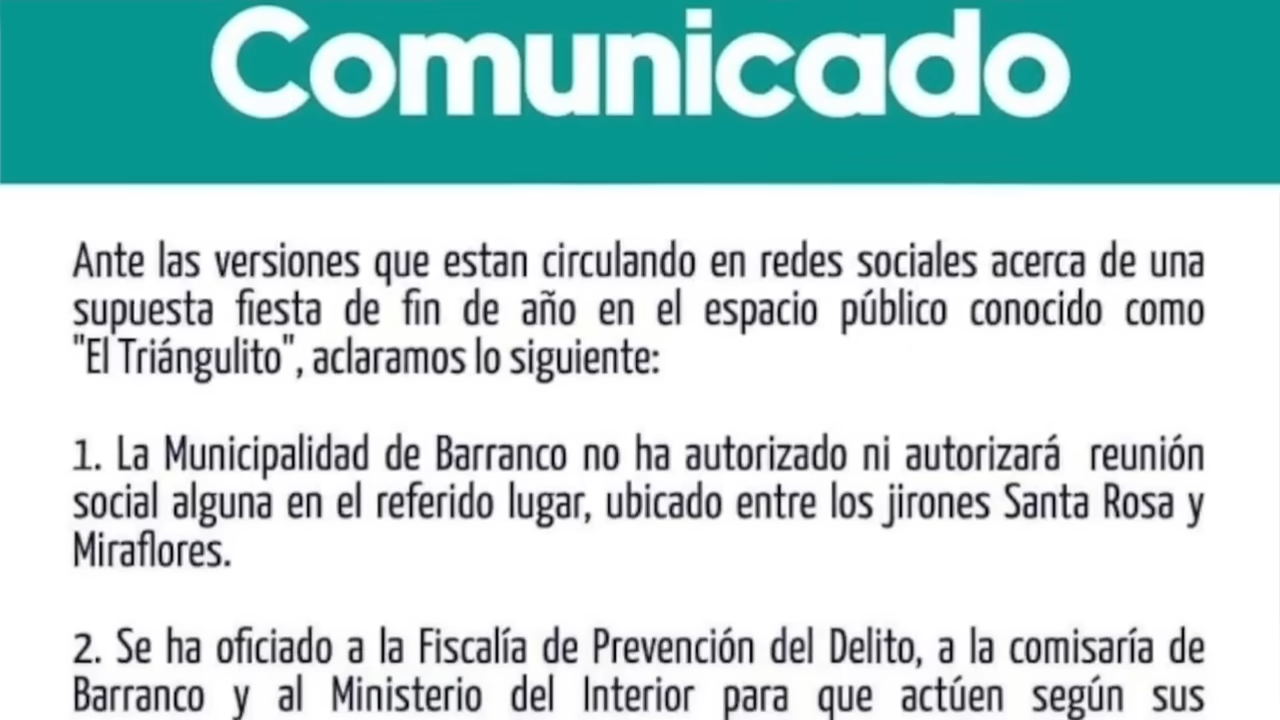 Comunicado
Ante las versiones que estan circulando en redes sociales acerca de una
supuesta fiesta de fin de año en el espacio público conocido como
"El Triángulito", aclaramos lo siguiente:
1. La Municipalidad de Barranco no ha autorizado ni autorizará reunión
social alguna en el referido lugar, ubicado entre los jirones Santa Rosa y
Miraflores.
2. Se ha oficiado a la Fiscalía de Prevención del Delito, a la comisaría de
Barranco y al Ministerio del Interior para que actúen según sus